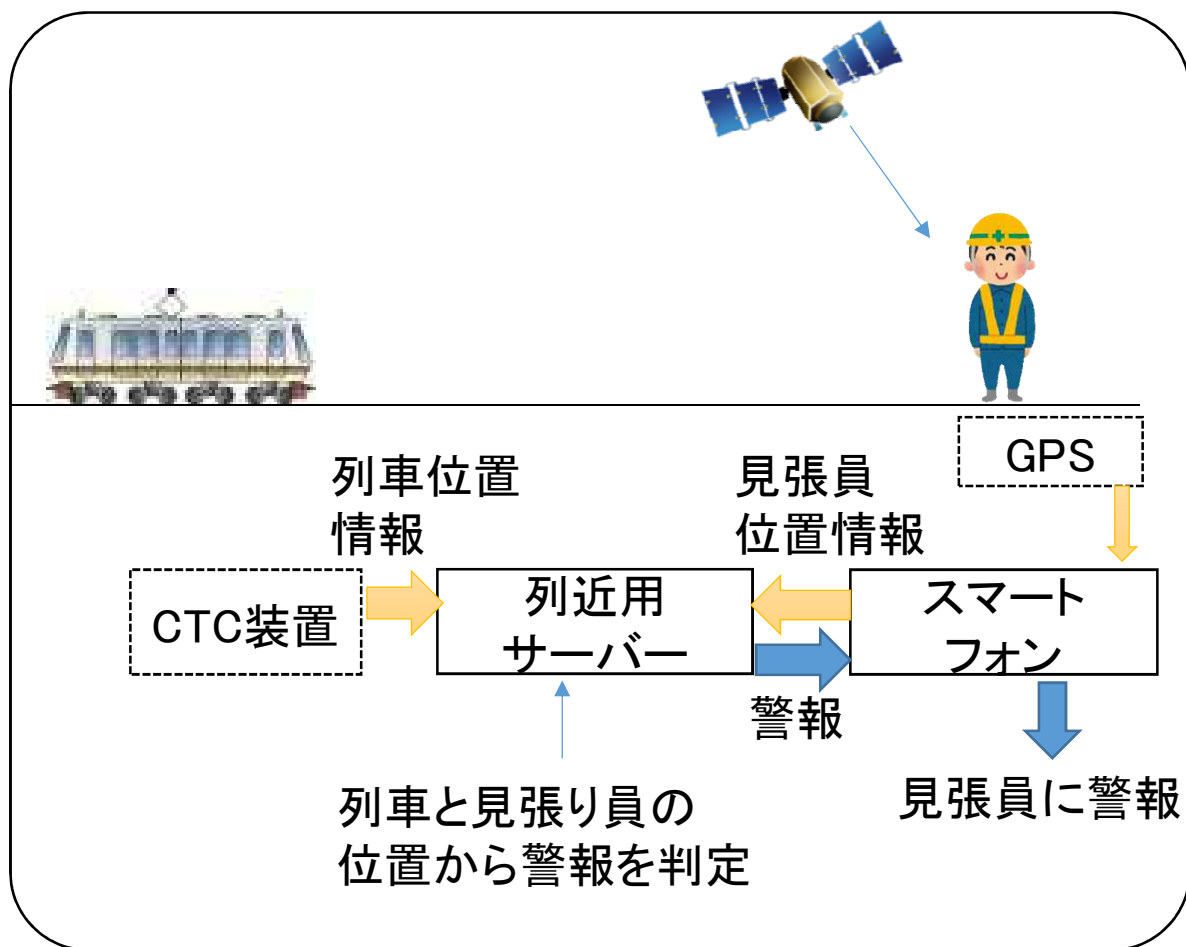 GPS
列車位置
情報
見張員
位置情報
CTC装置
列近用
サーバー
スマート
フォン
警報
列車と見張り員の
位置から警報を判定
見張員に警報